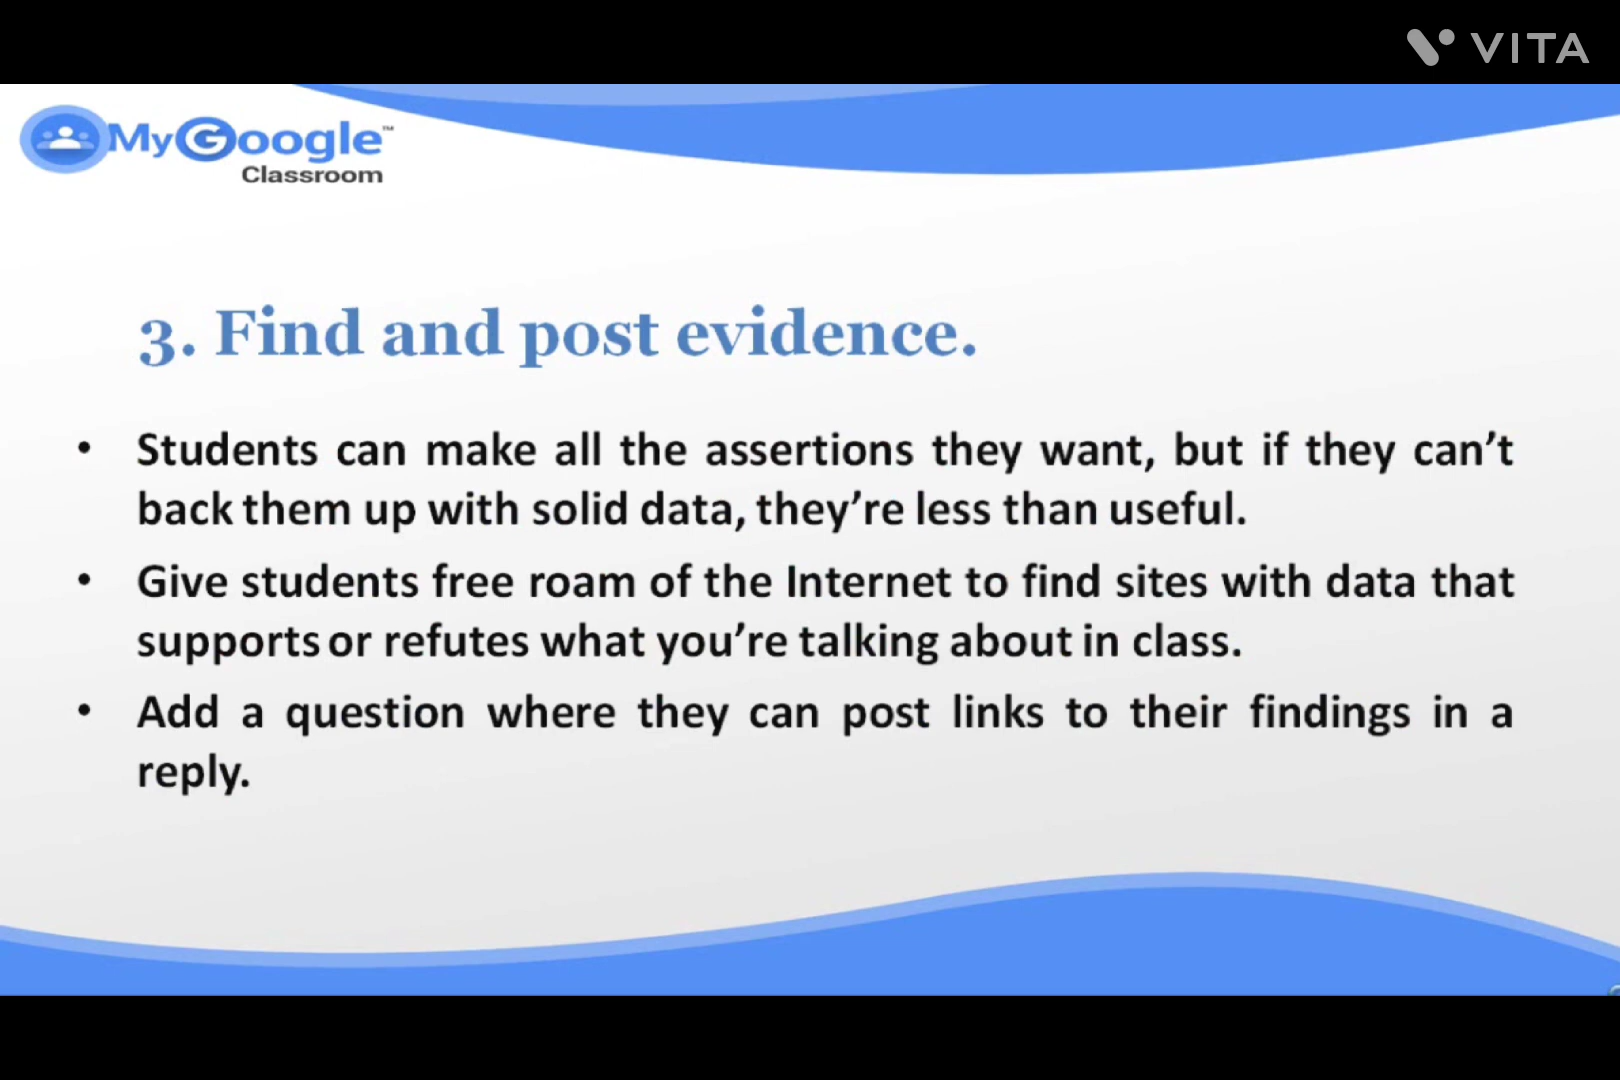 VITA
MyGoogle™
Classroom
3. Find and post evidence.
• Students can make all the assertions they want, but if they can’t
back them up with solid data, they’re less than useful.
• Give students free roam of the Internet to find sites with data that
supports or refutes what you’re talking about in class.
• Add a question where they can post links to their findings in a
reply.